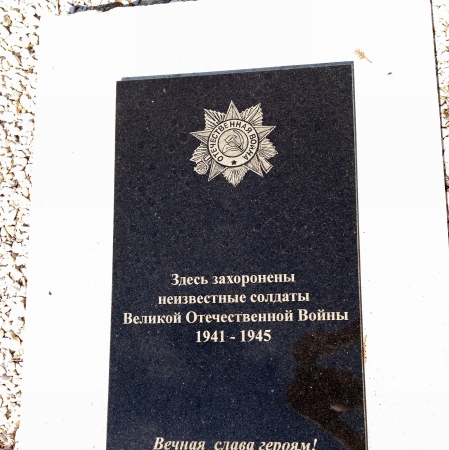 ОТЕЧЕСТВЕННАЯ ВОЙНА
Здесь захоронены
неизвестные солдаты
Великой Отечественной Войны
1941 - 1945
Вечная слава героям!